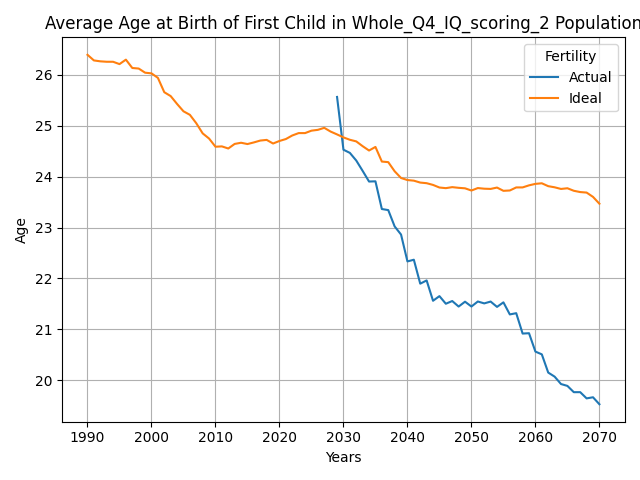 Average Age at Birth of First Child in Whole_Q4_IQ_scoring_2 Population
Fertility
Actual
Ideal
26
25
24
23
22
21
20
Age
1990 2000 2010 2020 2030 2040 2050 2060 2070
Years